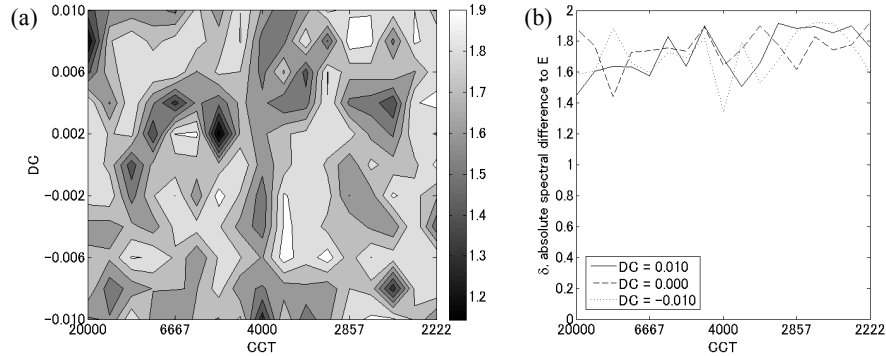 (a)
0.010
0.006
0.002
-0.002
-0.006
-0.010
DC
20000 6667 4000 2857 2222
CCT
1.9
1.8
1.7
1.6
1.5
1.4
1.3
1.2
(b)
δ. absolute spectral difference to E
2
1.8
1.6
1.4
1.2
1
0.8
0.6
0.4
0.2
0
DC = 0.010
DC = 0.000
DC = -0.010
20000 6667 4000 2857 2222
CCT